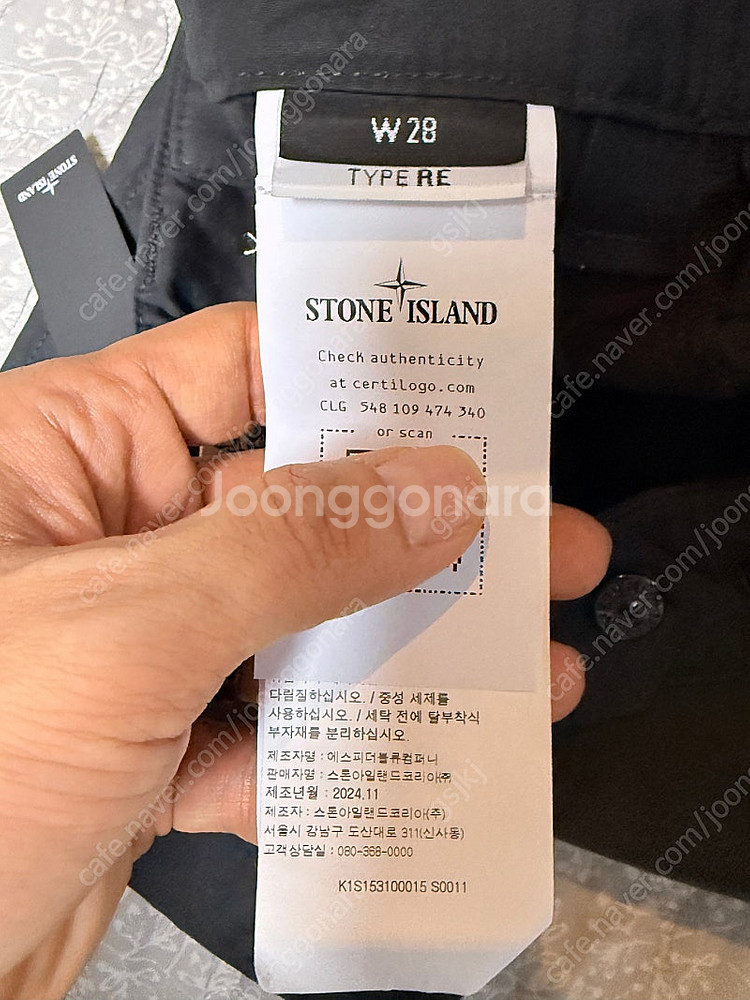 W 28
TYPE RE
STONE ISLAND
STONE ISLAND
Check authenticity
at certilogo.com
CLG 548 109 474 340
or scan
Joonggonara
다림질하십시오. / 중성 세제를
사용하십시오. / 세탁 전에 탈부착식
부자재를 분리하십시오.
제조자명 : 에스피더블류컴퍼니
판매자명 : 스톤아일랜드코리아㈜
제조년월 : 2024.11
제조자 : 스톤아일랜드코리아(주)
서울시 강남구 도산대로 311(신사동)
고객상담실 : 080-368-0000
K1S153100015 S0011